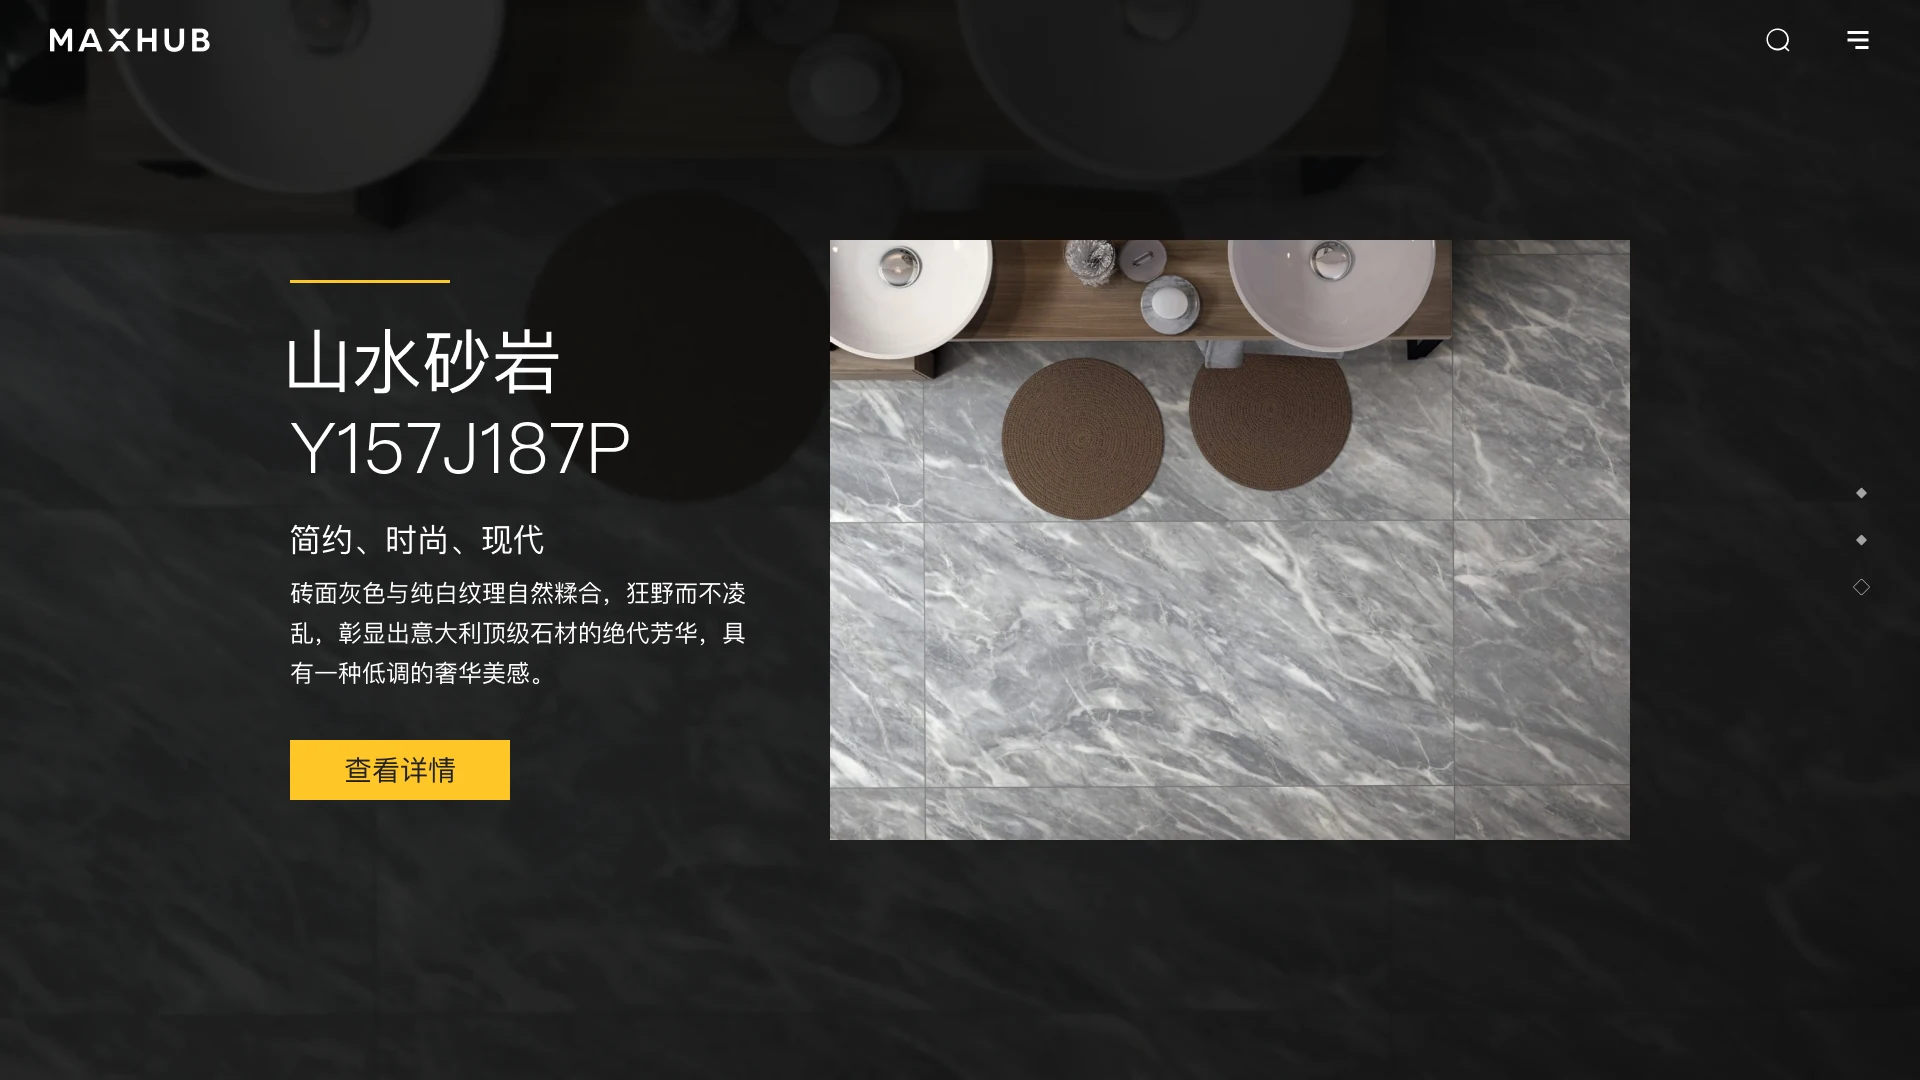 MAXHUB
山水砂岩
Y157J187P
简约、时尚、现代
砖面灰色与纯白纹理自然糅合，狂野而不凌
乱，彰显出意大利顶级石材的绝代芳华，具
有一种低调的奢华美感。
查看详情